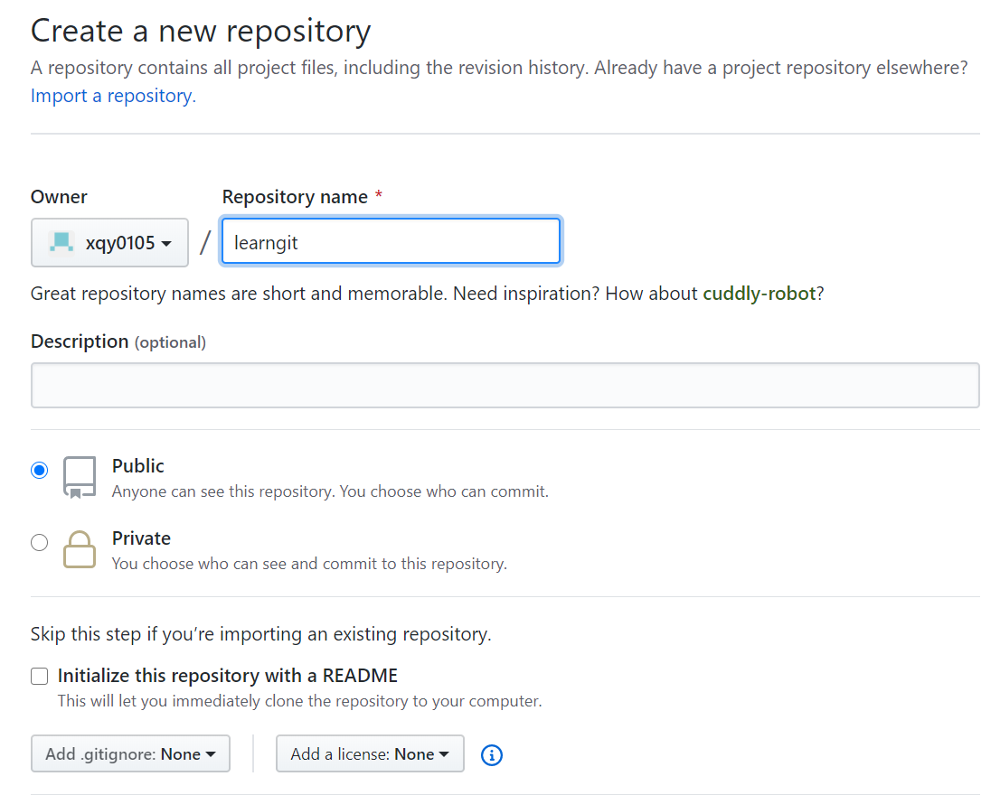 Create a new repository
A repository contains all project files, including the revision history. Already have a project repository elsewhere?
Import a repository.
Owner
Repository name *
xqy0105
/
learngit
Great repository names are short and memorable. Need inspiration? How about cuddly-robot?
Description (optional)
Public
Anyone can see this repository. You choose who can commit.
Private
You choose who can see and commit to this repository.
Skip this step if you’re importing an existing repository.
Initialize this repository with a README
This will let you immediately clone the repository to your computer.
Add .gitignore: None
Add a license: None